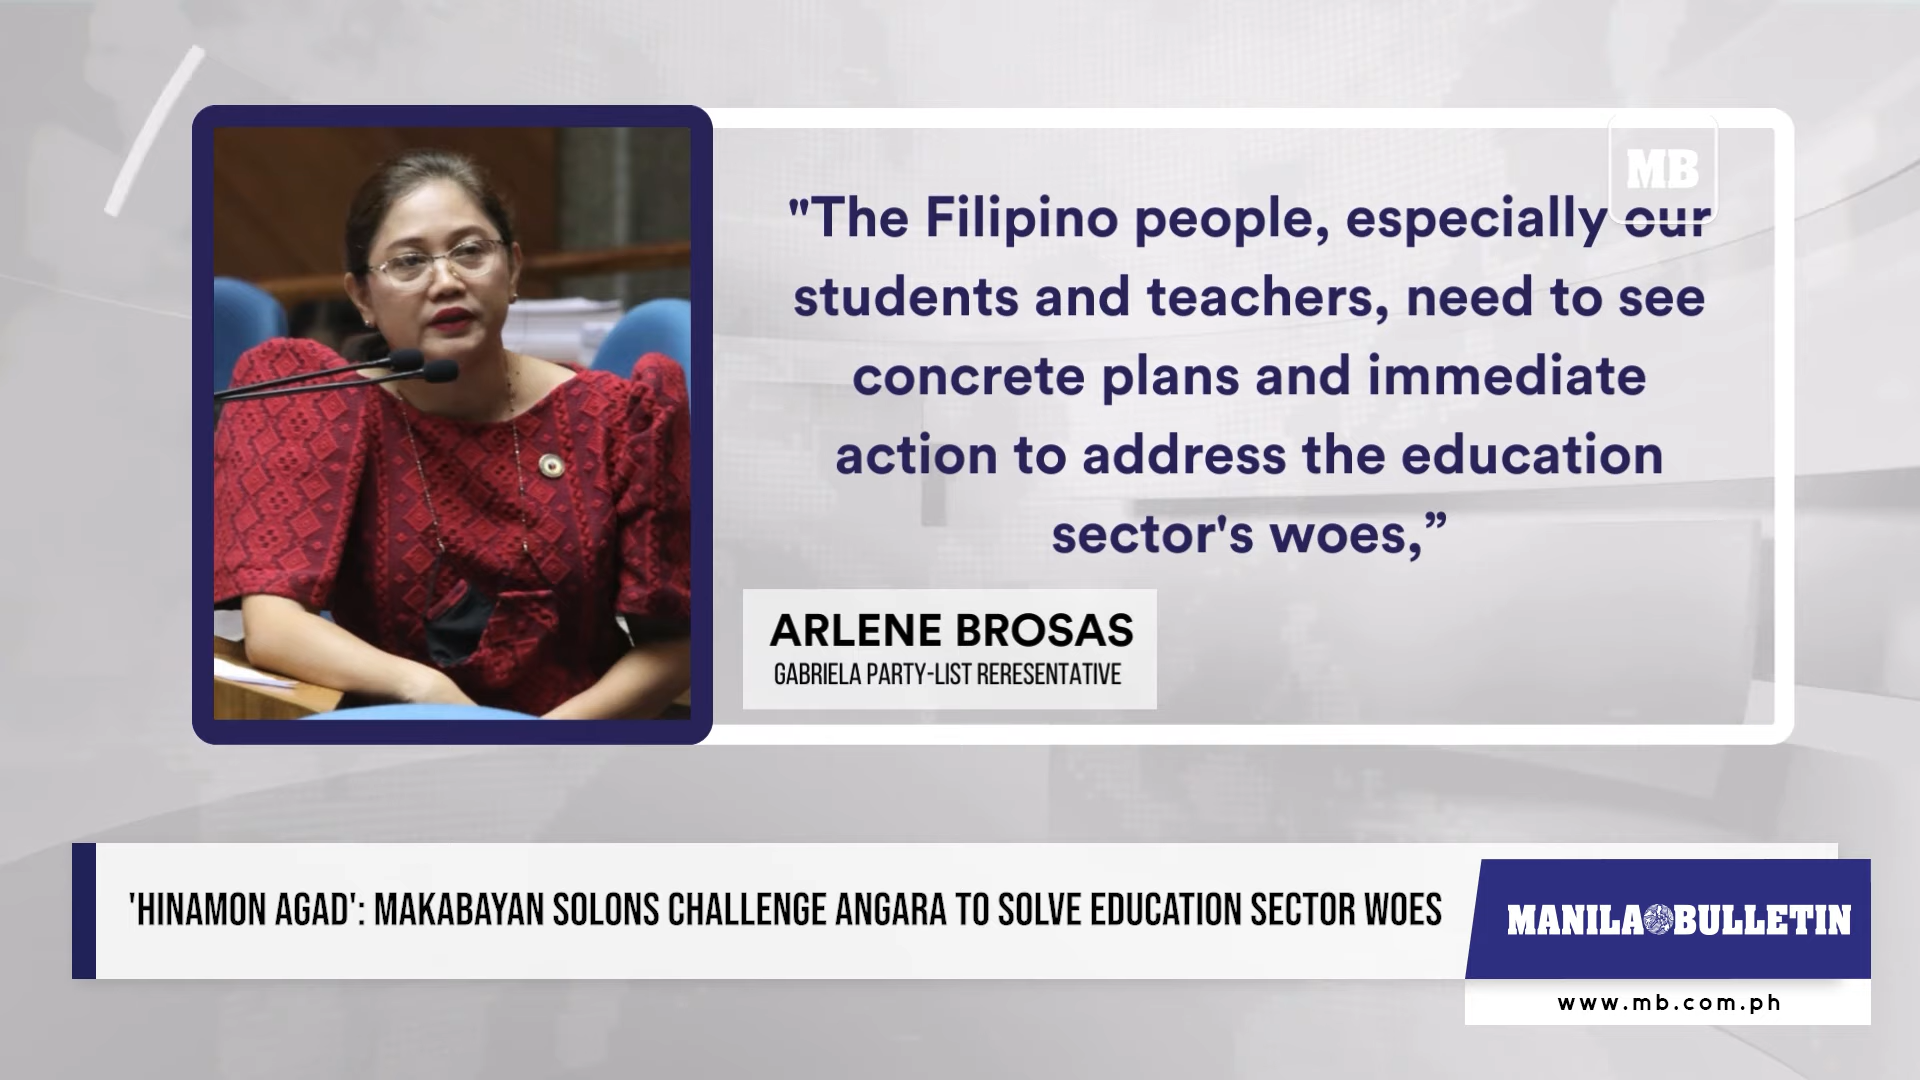 MB
"The Filipino people, especially our
students and teachers, need to see
concrete plans and immediate
action to address the education
sector's woes,”
ARLENE BROSAS
GABRIELA PARTY-LIST RERESENTATIVE
'HINAMON AGAD': MAKABAYAN SOLONS CHALLENGE ANGARA TO SOLVE EDUCATION SECTOR WOES
MANILA BULLETIN
www.mb.com.ph